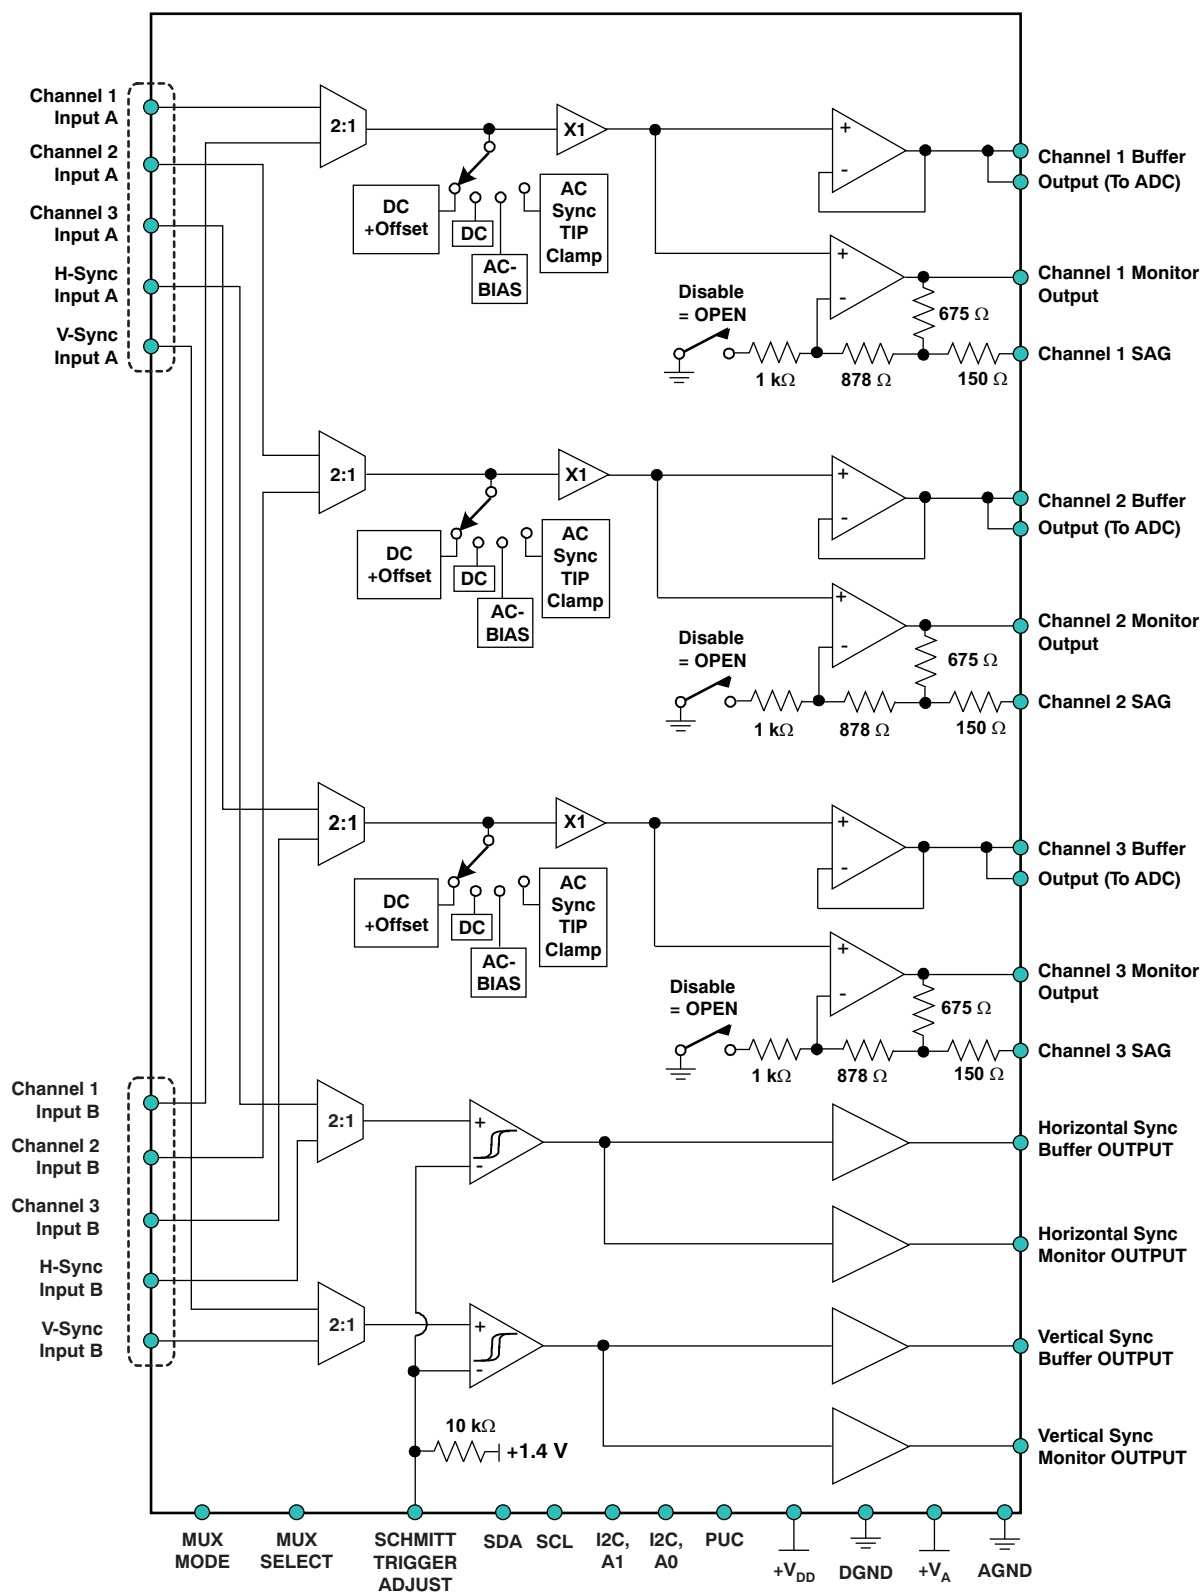 Channel 1
Input A
Channel 2
Input A
Channel 3
Input A
H-Sync
Input A
V-Sync
Input A
2:1
X1
+
-
DC
+Offset
DC
AC-
BIAS
AC
Sync
TIP
Clamp
Channel 1 Buffer
Output (To ADC)
+
-
Disable
= OPEN
675 Ω
1 kΩ
878 Ω
150 Ω
Channel 1 Monitor
Output
Channel 1 SAG
2:1
X1
+
-
DC
+Offset
DC
AC-
BIAS
AC
Sync
TIP
Clamp
Channel 2 Buffer
Output (To ADC)
+
-
Disable
= OPEN
675 Ω
1 kΩ
878 Ω
150 Ω
Channel 2 Monitor
Output
Channel 2 SAG
2:1
X1
+
-
DC
+Offset
DC
AC-
BIAS
AC
Sync
TIP
Clamp
Channel 3 Buffer
Output (To ADC)
+
-
Disable
= OPEN
675 Ω
1 kΩ
878 Ω
150 Ω
Channel 3 Monitor
Output
Channel 3 SAG
Channel 1
Input B
Channel 2
Input B
Channel 3
Input B
H-Sync
Input B
V-Sync
Input B
2:1
+
-
Horizontal Sync
Buffer OUTPUT
Horizontal Sync
Monitor OUTPUT
2:1
+
-
Vertical Sync
Buffer OUTPUT
Vertical Sync
Monitor OUTPUT
10 kΩ
+1.4 V
MUX
MODE
MUX
SELECT
SCHMITT
TRIGGER
ADJUST
SDA
SCL
I2C,
A1
I2C,
A0
PUC
+VDD
DGND
+VA
AGND